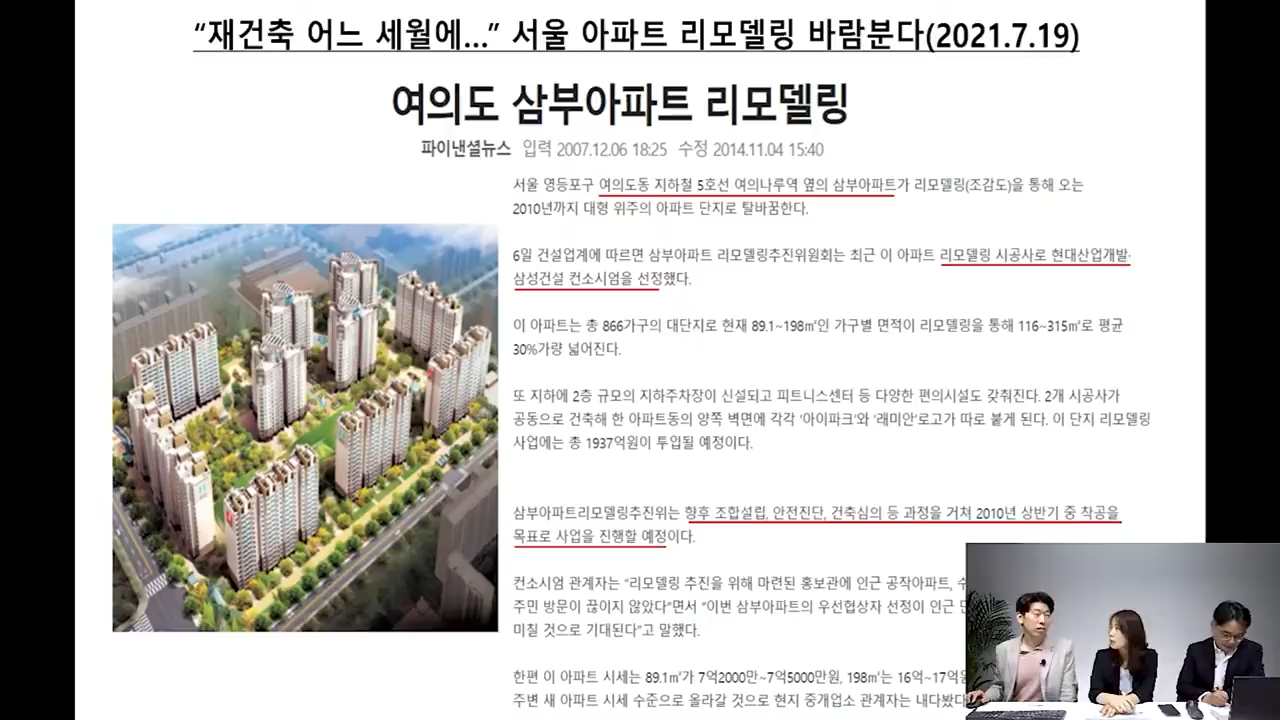 “재건축 어느 세월에...” 서울 아파트 리모델링 바람분다(2021.7.19)
여의도 삼부아파트 리모델링
파이낸셜뉴스 입력 2007.12.06 18:25 수정 2014.11.04 15:40
서울 영등포구 여의도동 지하철 5호선 여의나루역 옆의 삼부아파트가 리모델링(조감도)을 통해 오는
2010년까지 대형 위주의 아파트 단지로 탈바꿈한다.
6일 건설업계에 따르면 삼부아파트 리모델링추진위원회는 최근 이 아파트 리모델링 시공사로 현대산업개발·
삼성건설 컨소시엄을 선정했다.
이 아파트는 총 866가구의 대단지로 현재 89.1~198㎡인 가구별 면적이 리모델링을 통해 116~315㎡로 평균
30%가량 넓어진다.
또 지하에 2층 규모의 지하주차장이 신설되고 피트니스센터 등 다양한 편의시설도 갖춰진다. 2개 시공사가
공동으로 건축해 한 아파트동의 양쪽 벽면에 각각 ‘아이파크’와 ‘래미안’로고가 따로 붙게 된다. 이 단지 리모델링
사업에는 총 1937억원이 투입될 예정이다.
삼부아파트리모델링추진위는 향후 조합설립, 안전진단, 건축심의 등 과정을 거쳐 2010년 상반기 중 착공을
목표로 사업을 진행할 예정이다.
컨소시엄 관계자는 “리모델링 추진을 위해 마련된 홍보관에 인근 공작아파트,
주민 방문이 끊이지 않았다”면서 “이번 삼부아파트의 우선협상자 선정이 인근
미칠 것으로 기대된다”고 말했다.
한편 이 아파트 시세는 89.1㎡가 7억2000만~7억5000만원, 198㎡는 16억~17억원
주변 새 아파트 시세 수준으로 올라갈 것으로 현지 중개업소 관계자는 내다봤다